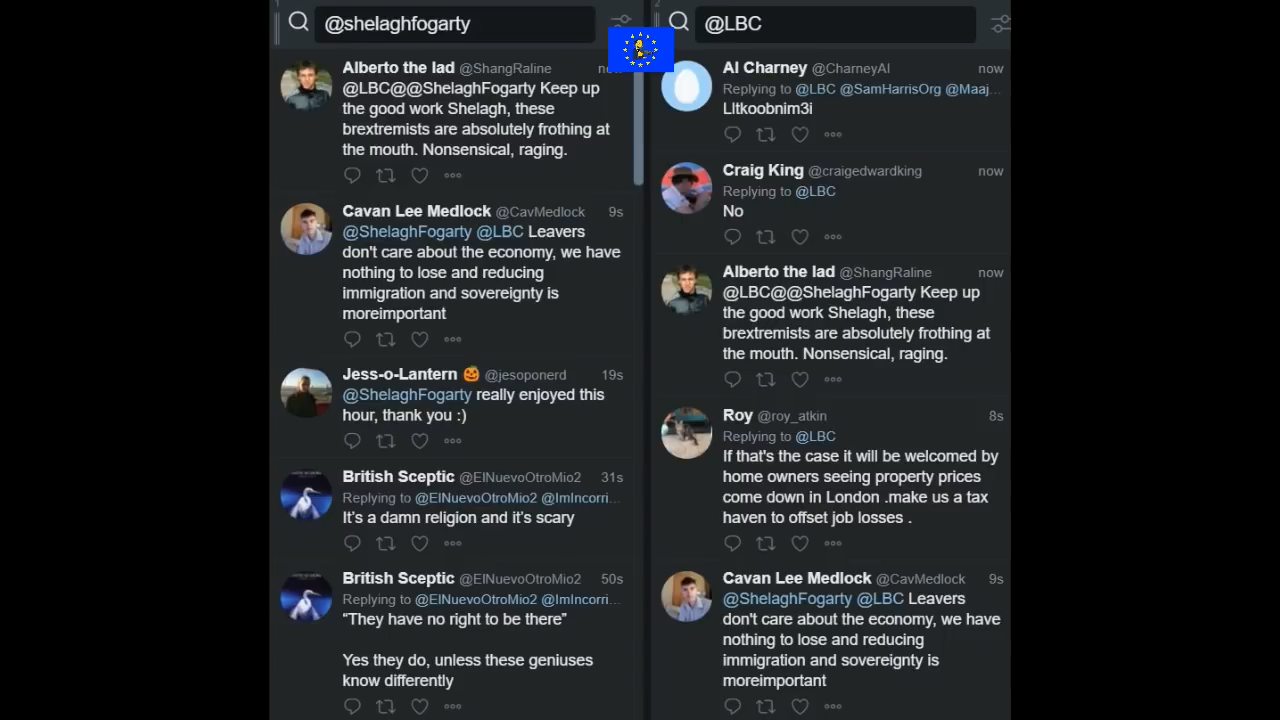 @shelaghfogarty
Alberto the lad @ShangRaline
@LBC@@ShelaghFogarty Keep up
the good work Shelagh, these
brextremists are absolutely frothing at
the mouth. Nonsensical, raging.
Cavan Lee Medlock @CavMedlock 9s
@ShelaghFogarty @LBC Leavers
don't care about the economy, we have
nothing to lose and reducing
immigration and sovereignty is
moreimportant
Jess-o-Lantern 🎃 @jesoponerd 19s
@ShelaghFogarty really enjoyed this
hour, thank you :)
British Sceptic @ElNuevoOtroMio2 31s
Replying to @ElNuevoOtroMio2 @ImIncorri...
It's a damn religion and it's scary
British Sceptic @ElNuevoOtroMio2 50s
Replying to @ElNuevoOtroMio2 @ImIncorri...
“They have no right to be there”
Yes they do, unless these geniuses
know differently
@LBC
Al Charney @CharneyAl now
Replying to @LBC @SamHarrisOrg @Maaj...
Lltkoobnim3i
Craig King @craigedwardking now
Replying to @LBC
No
Alberto the lad @ShangRaline now
@LBC@@ShelaghFogarty Keep up
the good work Shelagh, these
brextremists are absolutely frothing at
the mouth. Nonsensical, raging.
Roy @roy_atkin 8s
Replying to @LBC
If that's the case it will be welcomed by
home owners seeing property prices
come down in London .make us a tax
haven to offset job losses .
Cavan Lee Medlock @CavMedlock 9s
@ShelaghFogarty @LBC Leavers
don't care about the economy, we have
nothing to lose and reducing
immigration and sovereignty is
moreimportant